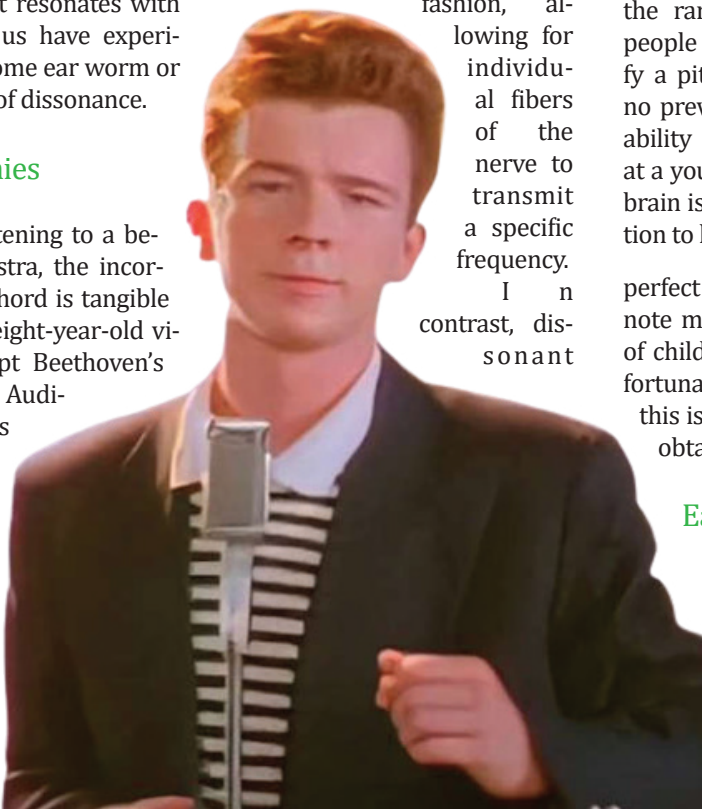 t resonates with
us have experi-
ome ear worm or
of dissonance.
nies
tening to a be-
stra, the incor-
hord is tangible
eight-year-old vi-
pt Beethoven's
Audi-
s
fashion, al-
lowing for
individu-
al fibers
of the
nerve to
transmit
a specific
frequency.
I n
contrast, dis-
sonant
the ran
people
fy a pit
no prev
ability
at a you
brain is
tion to l
perfect
note m
of child
fortuna
this is
obta
Ea